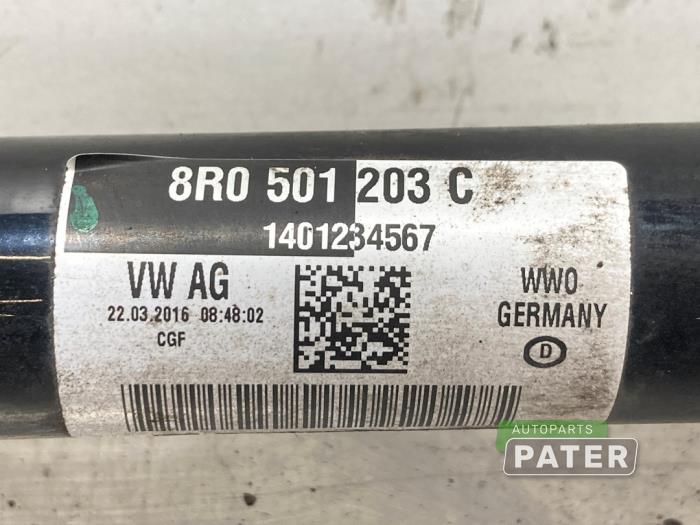 8R0 501 203 C
1401234567
VW AG
22.03.2016 08:48:02
CGF
WWO
GERMANY
D
AUTOPARTS
PATER